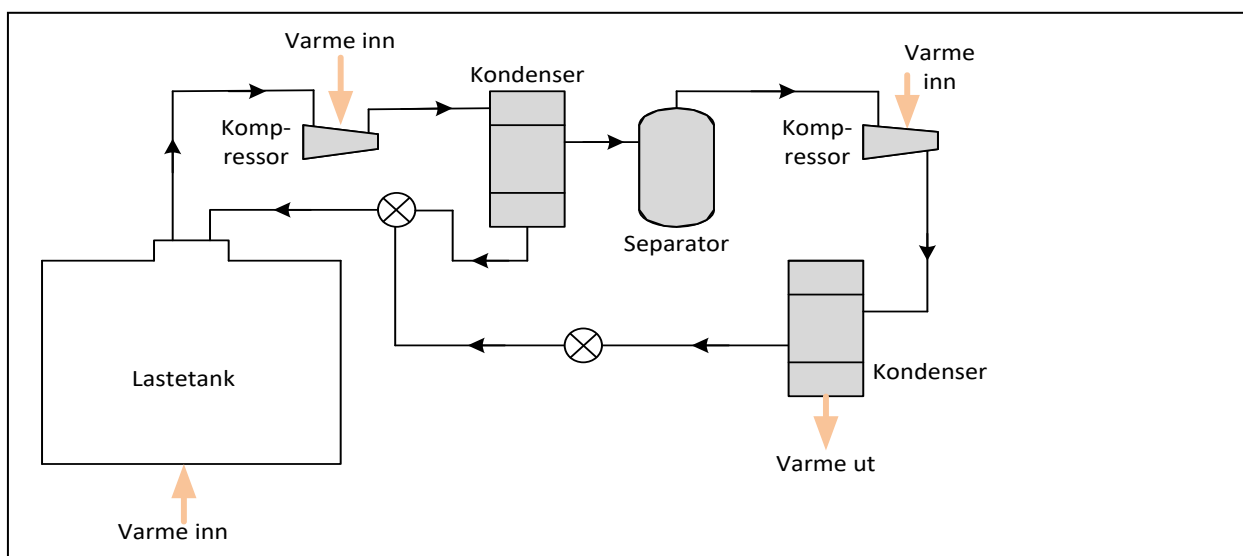 Varme inn
Kondenser
Varme
inn
Komp-
ressor
Komp-
ressor
Separator
Lastetank
Kondenser
Varme ut
Varme inn